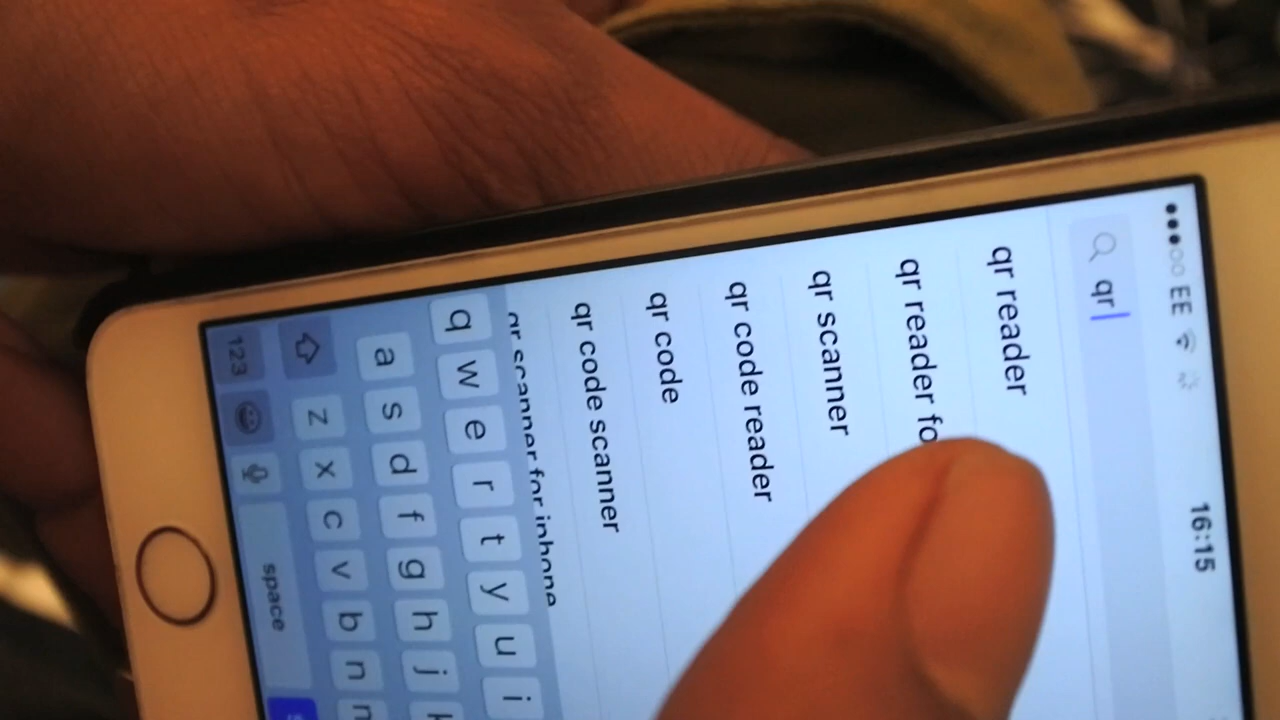 ●●●○○ EE 16:15
qr
qr reader
qr reader fo
qr scanner
qr code reader
qr code
qr code scanner
qr scanner for iphone
q w e r t y u i
a s d f g h j k
z x c v b n
123 space